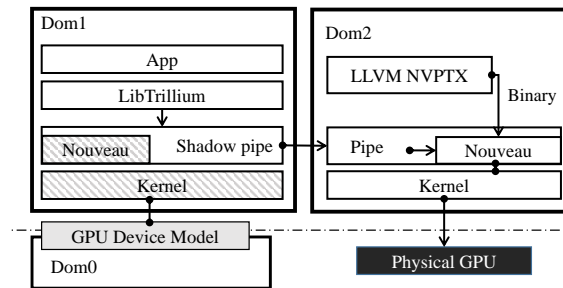 Dom1
App
LibTrillium
Nouveau
Shadow pipe
Kernel
GPU Device Model
Dom0
Dom2
LLVM NVPTX
Binary
Pipe
Nouveau
Kernel
Physical GPU